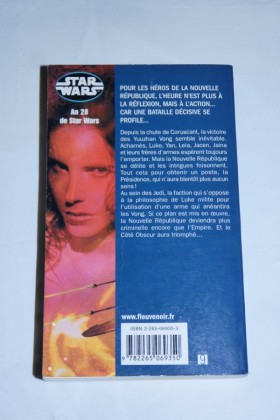 STAR
WARS
An 28
de Star Wars
POUR LES HÉROS DE LA NOUVELLE
RÉPUBLIQUE, L'HEURE N'EST PLUS À
LA RÉFLEXION, MAIS À L'ACTION...
CAR UNE BATAILLE DÉCISIVE SE
PROFILE...
Depuis la chute de Coruscant, la victoire
des Yuuzhan Vong semble inévitable.
Acharnés, Luke, Yan, Leia, Jacen, Jaina
et leurs frères d'armes espèrent toujours
l'emporter. Mais la Nouvelle République
se délite et les intrigues foisonnent.
Tout cela pour obtenir un poste, la
Présidence, qui n'aura bientôt plus aucun
sens !
Au sein des Jedi, la faction qui s'oppose
à la philosophie de Luke milite pour
l'utilisation d'une arme qui anéantira
les Vong. Si ce plan est mis en œuvre,
la Nouvelle République deviendra plus
criminelle encore que l'Empire. Et le
Côté Obscur aura triomphé...
www.fleuvenoir.fr
9 782265 069350